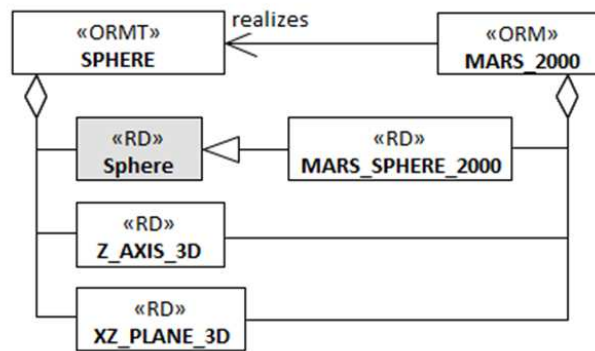 realizes
«ORMT»
SPHERE
«ORM»
MARS_2000
«RD»
Sphere
«RD»
MARS_SPHERE_2000
«RD»
Z_AXIS_3D
«RD»
XZ_PLANE_3D